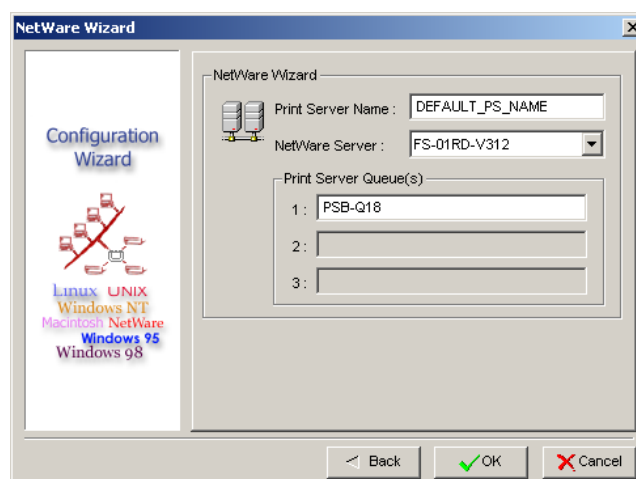 NetWare Wizard
Configuration
Wizard
Linux UNIX
Windows NT
Macintosh NetWare
Windows 95
Windows 98
NetWare Wizard
Print Server Name : DEFAULT_PS_NAME
NetWare Server : FS-01RD-V312
Print Server Queue(s)
1 : PSB-Q18
2 :
3 :
< Back OK Cancel